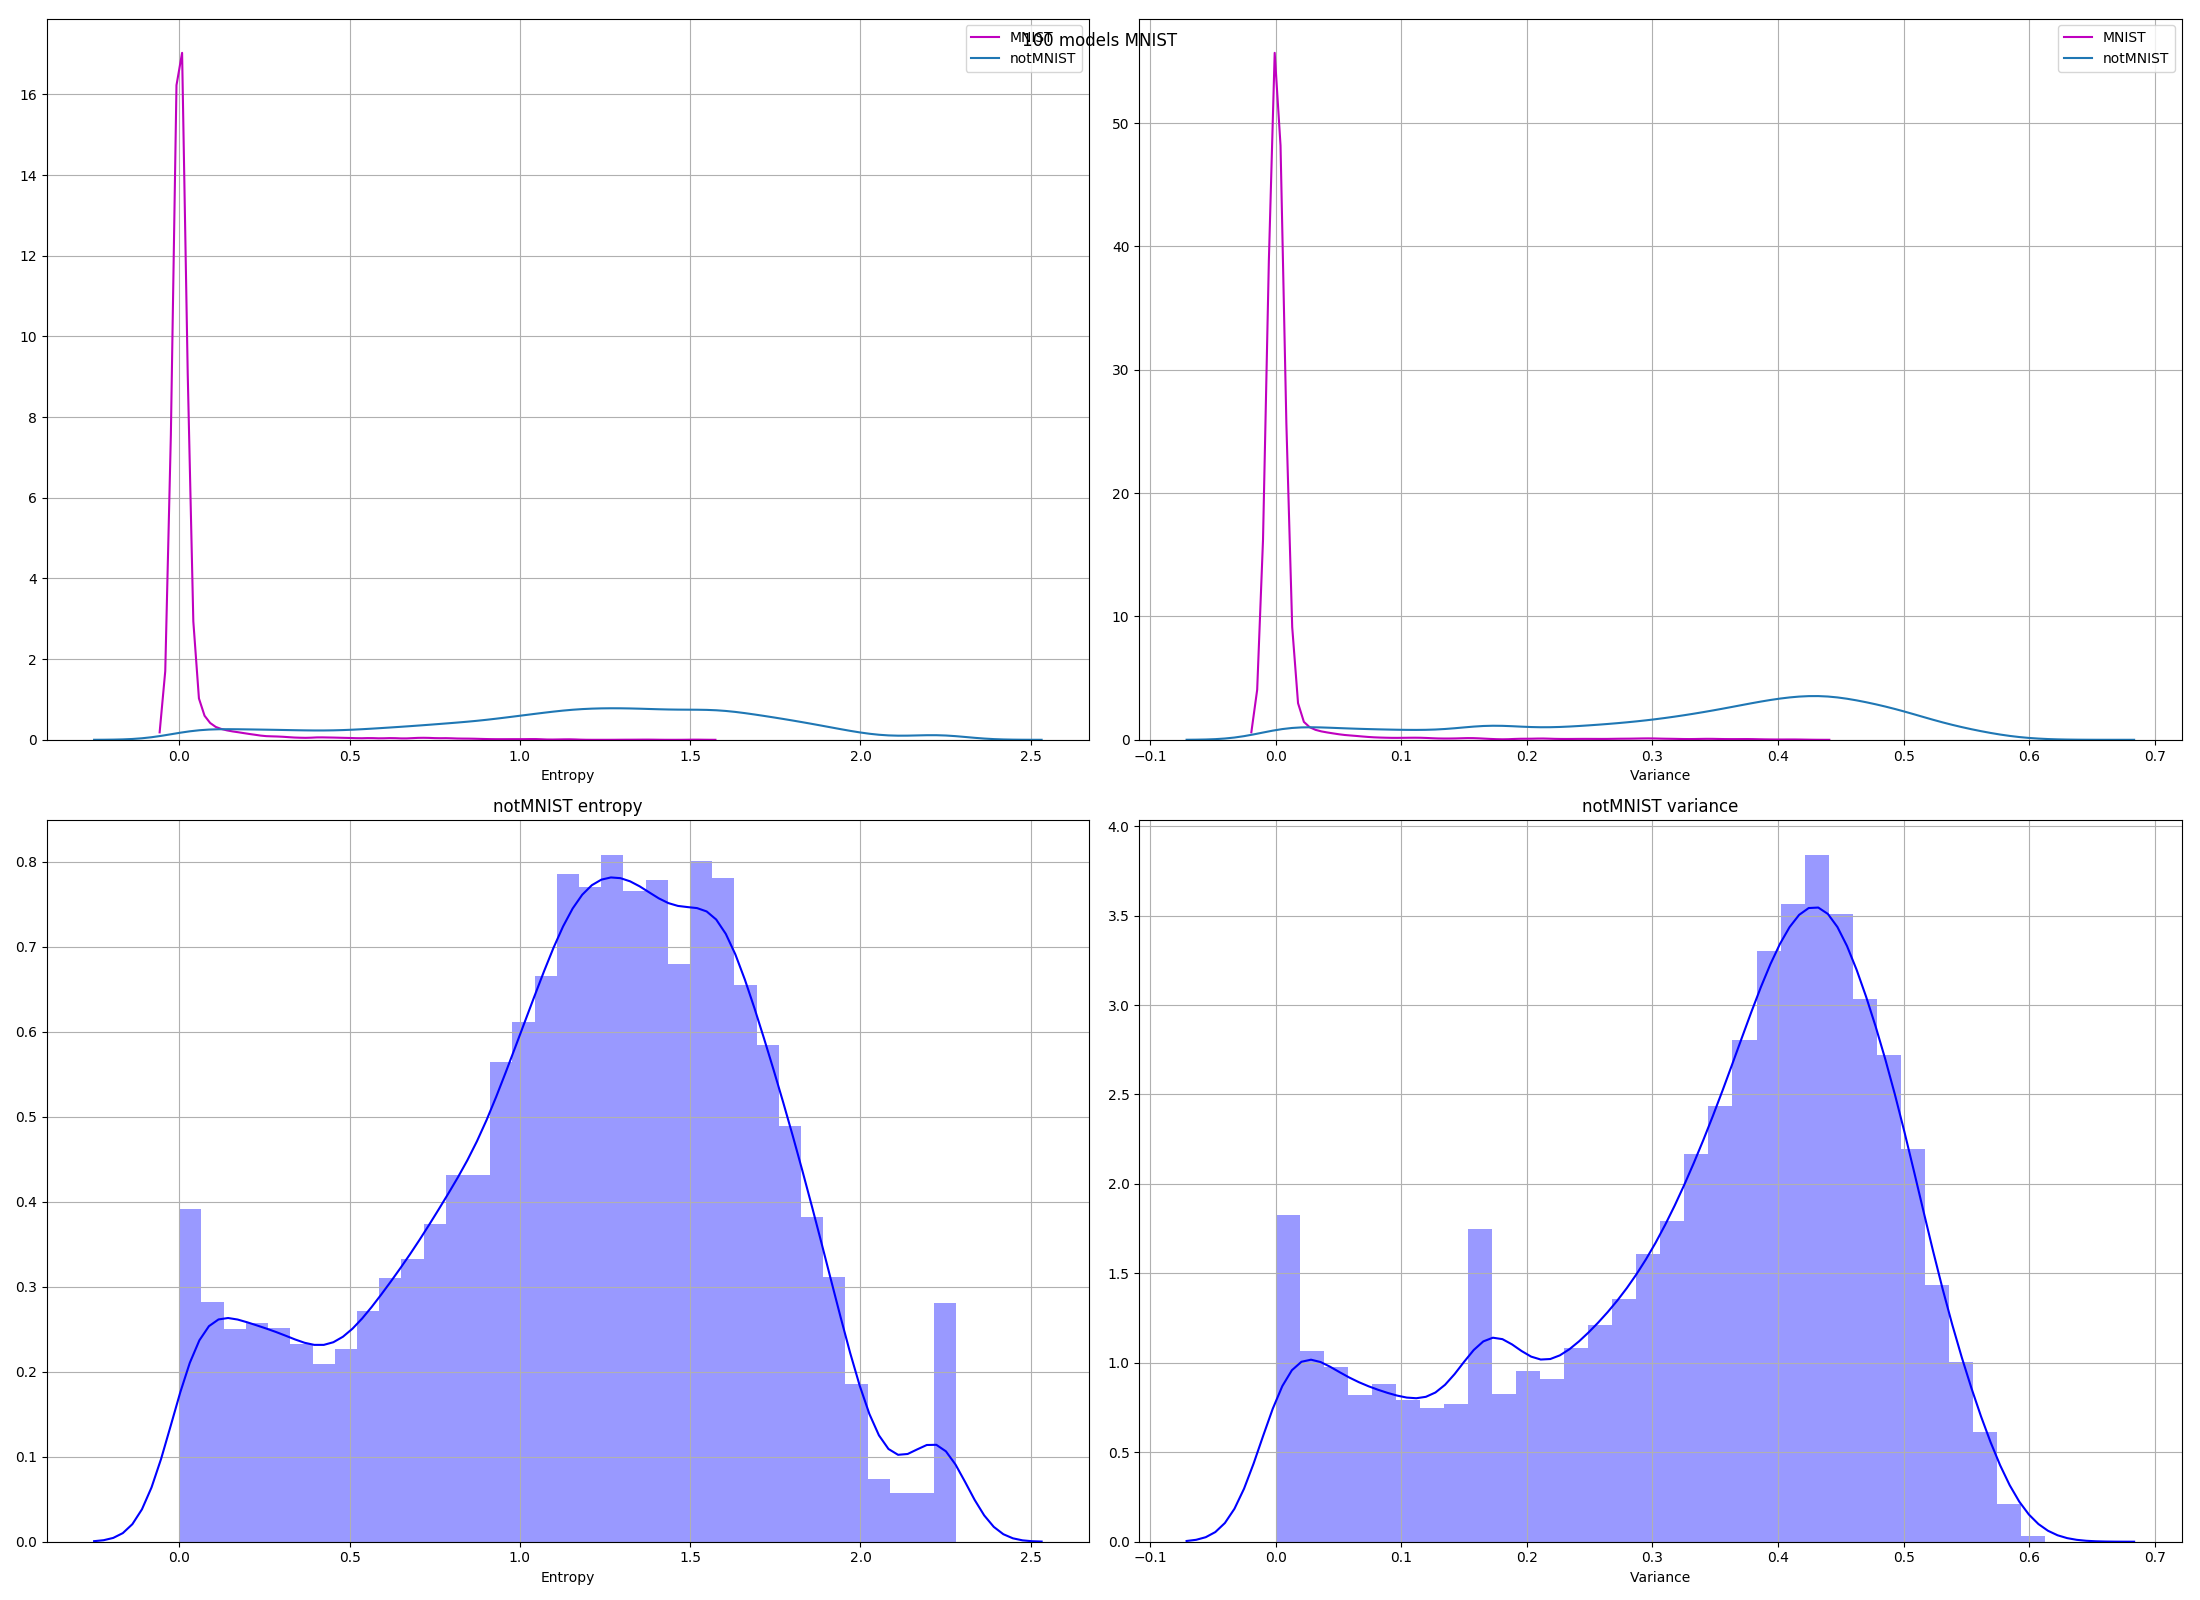 100 models MNIST
MNIST
notMNIST
16
14
12
10
8
6
4
2
0
0.0 0.5 1.0 1.5 2.0 2.5
Entropy
MNIST
notMNIST
50
40
30
20
10
0
−0.1 0.0 0.1 0.2 0.3 0.4 0.5 0.6 0.7
Variance
notMNIST entropy
0.8
0.7
0.6
0.5
0.4
0.3
0.2
0.1
0.0
0.0 0.5 1.0 1.5 2.0 2.5
Entropy
notMNIST variance
4.0
3.5
3.0
2.5
2.0
1.5
1.0
0.5
0.0
−0.1 0.0 0.1 0.2 0.3 0.4 0.5 0.6 0.7
Variance